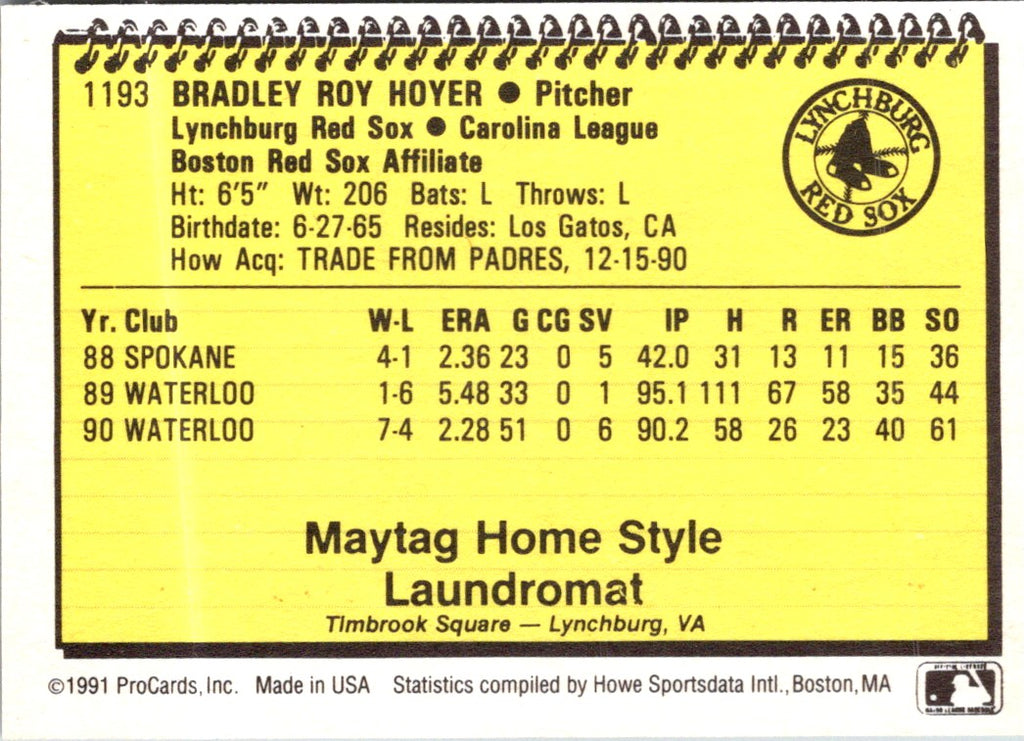 1193 BRADLEY ROY HOYER ● Pitcher
Lynchburg Red Sox ● Carolina League
Boston Red Sox Affiliate
Ht: 6'5" Wt: 206 Bats: L Throws: L
Birthdate: 6-27-65 Resides: Los Gatos, CA
How Acq: TRADE FROM PADRES, 12-15-90
LYNCHBURG
RED SOX
Yr. Club W-L ERA G CG SV IP H R ER BB SO
88 SPOKANE 4-1 2.36 23 0 5 42.0 31 13 11 15 36
89 WATERLOO 1-6 5.48 33 0 1 95.1 111 67 58 35 44
90 WATERLOO 7-4 2.28 51 0 6 90.2 58 26 23 40 61
Maytag Home Style
Laundromat
Timbrook Square — Lynchburg, VA
©1991 ProCards, Inc. Made in USA Statistics compiled by Howe Sportsdata Intl., Boston, MA